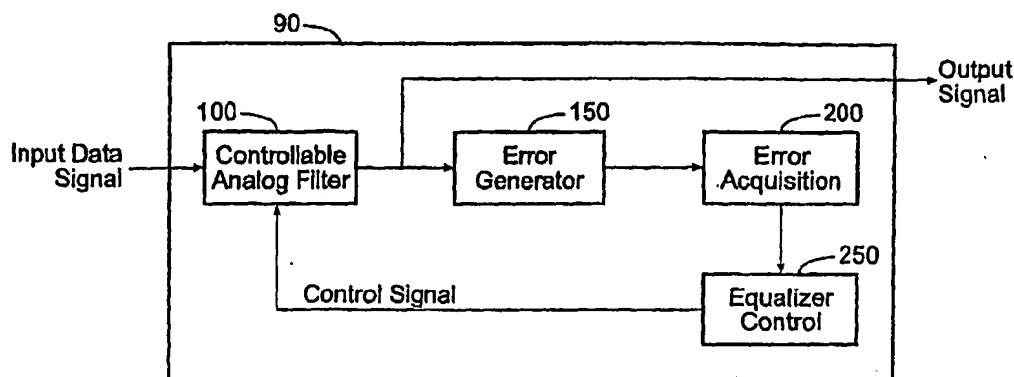 90
Output
Signal
100
150
200
Input Data
Signal
Controllable
Analog Filter
Error
Generator
Error
Acquisition
250
Control Signal
Equalizer
Control